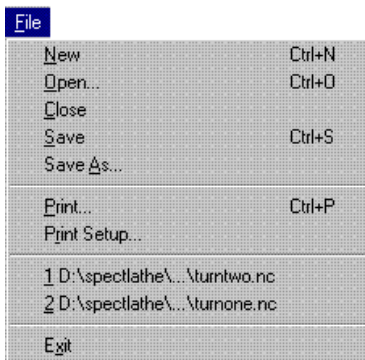 File
New Ctrl+N
Open... Ctrl+O
Close
Save Ctrl+S
Save As...
Print... Ctrl+P
Print Setup...
1 D:\spectlathe\...\turntwo.nc
2 D:\spectlathe\...\turnone.nc
Exit